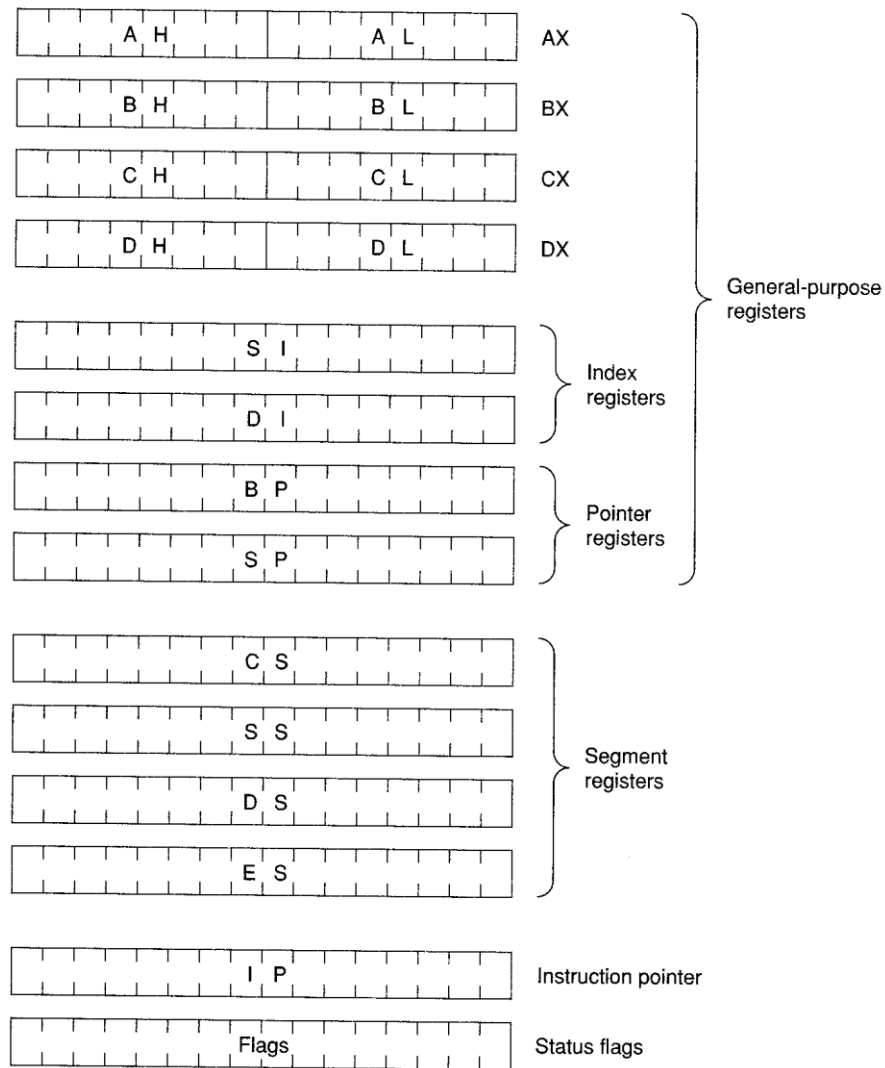 A H A L AX
B H B L BX
C H C L CX
D H D L DX
General-purpose
registers
S I
Index
registers
D I
B P
Pointer
registers
S P
C S
S S
Segment
registers
D S
E S
I P Instruction pointer
Flags Status flags